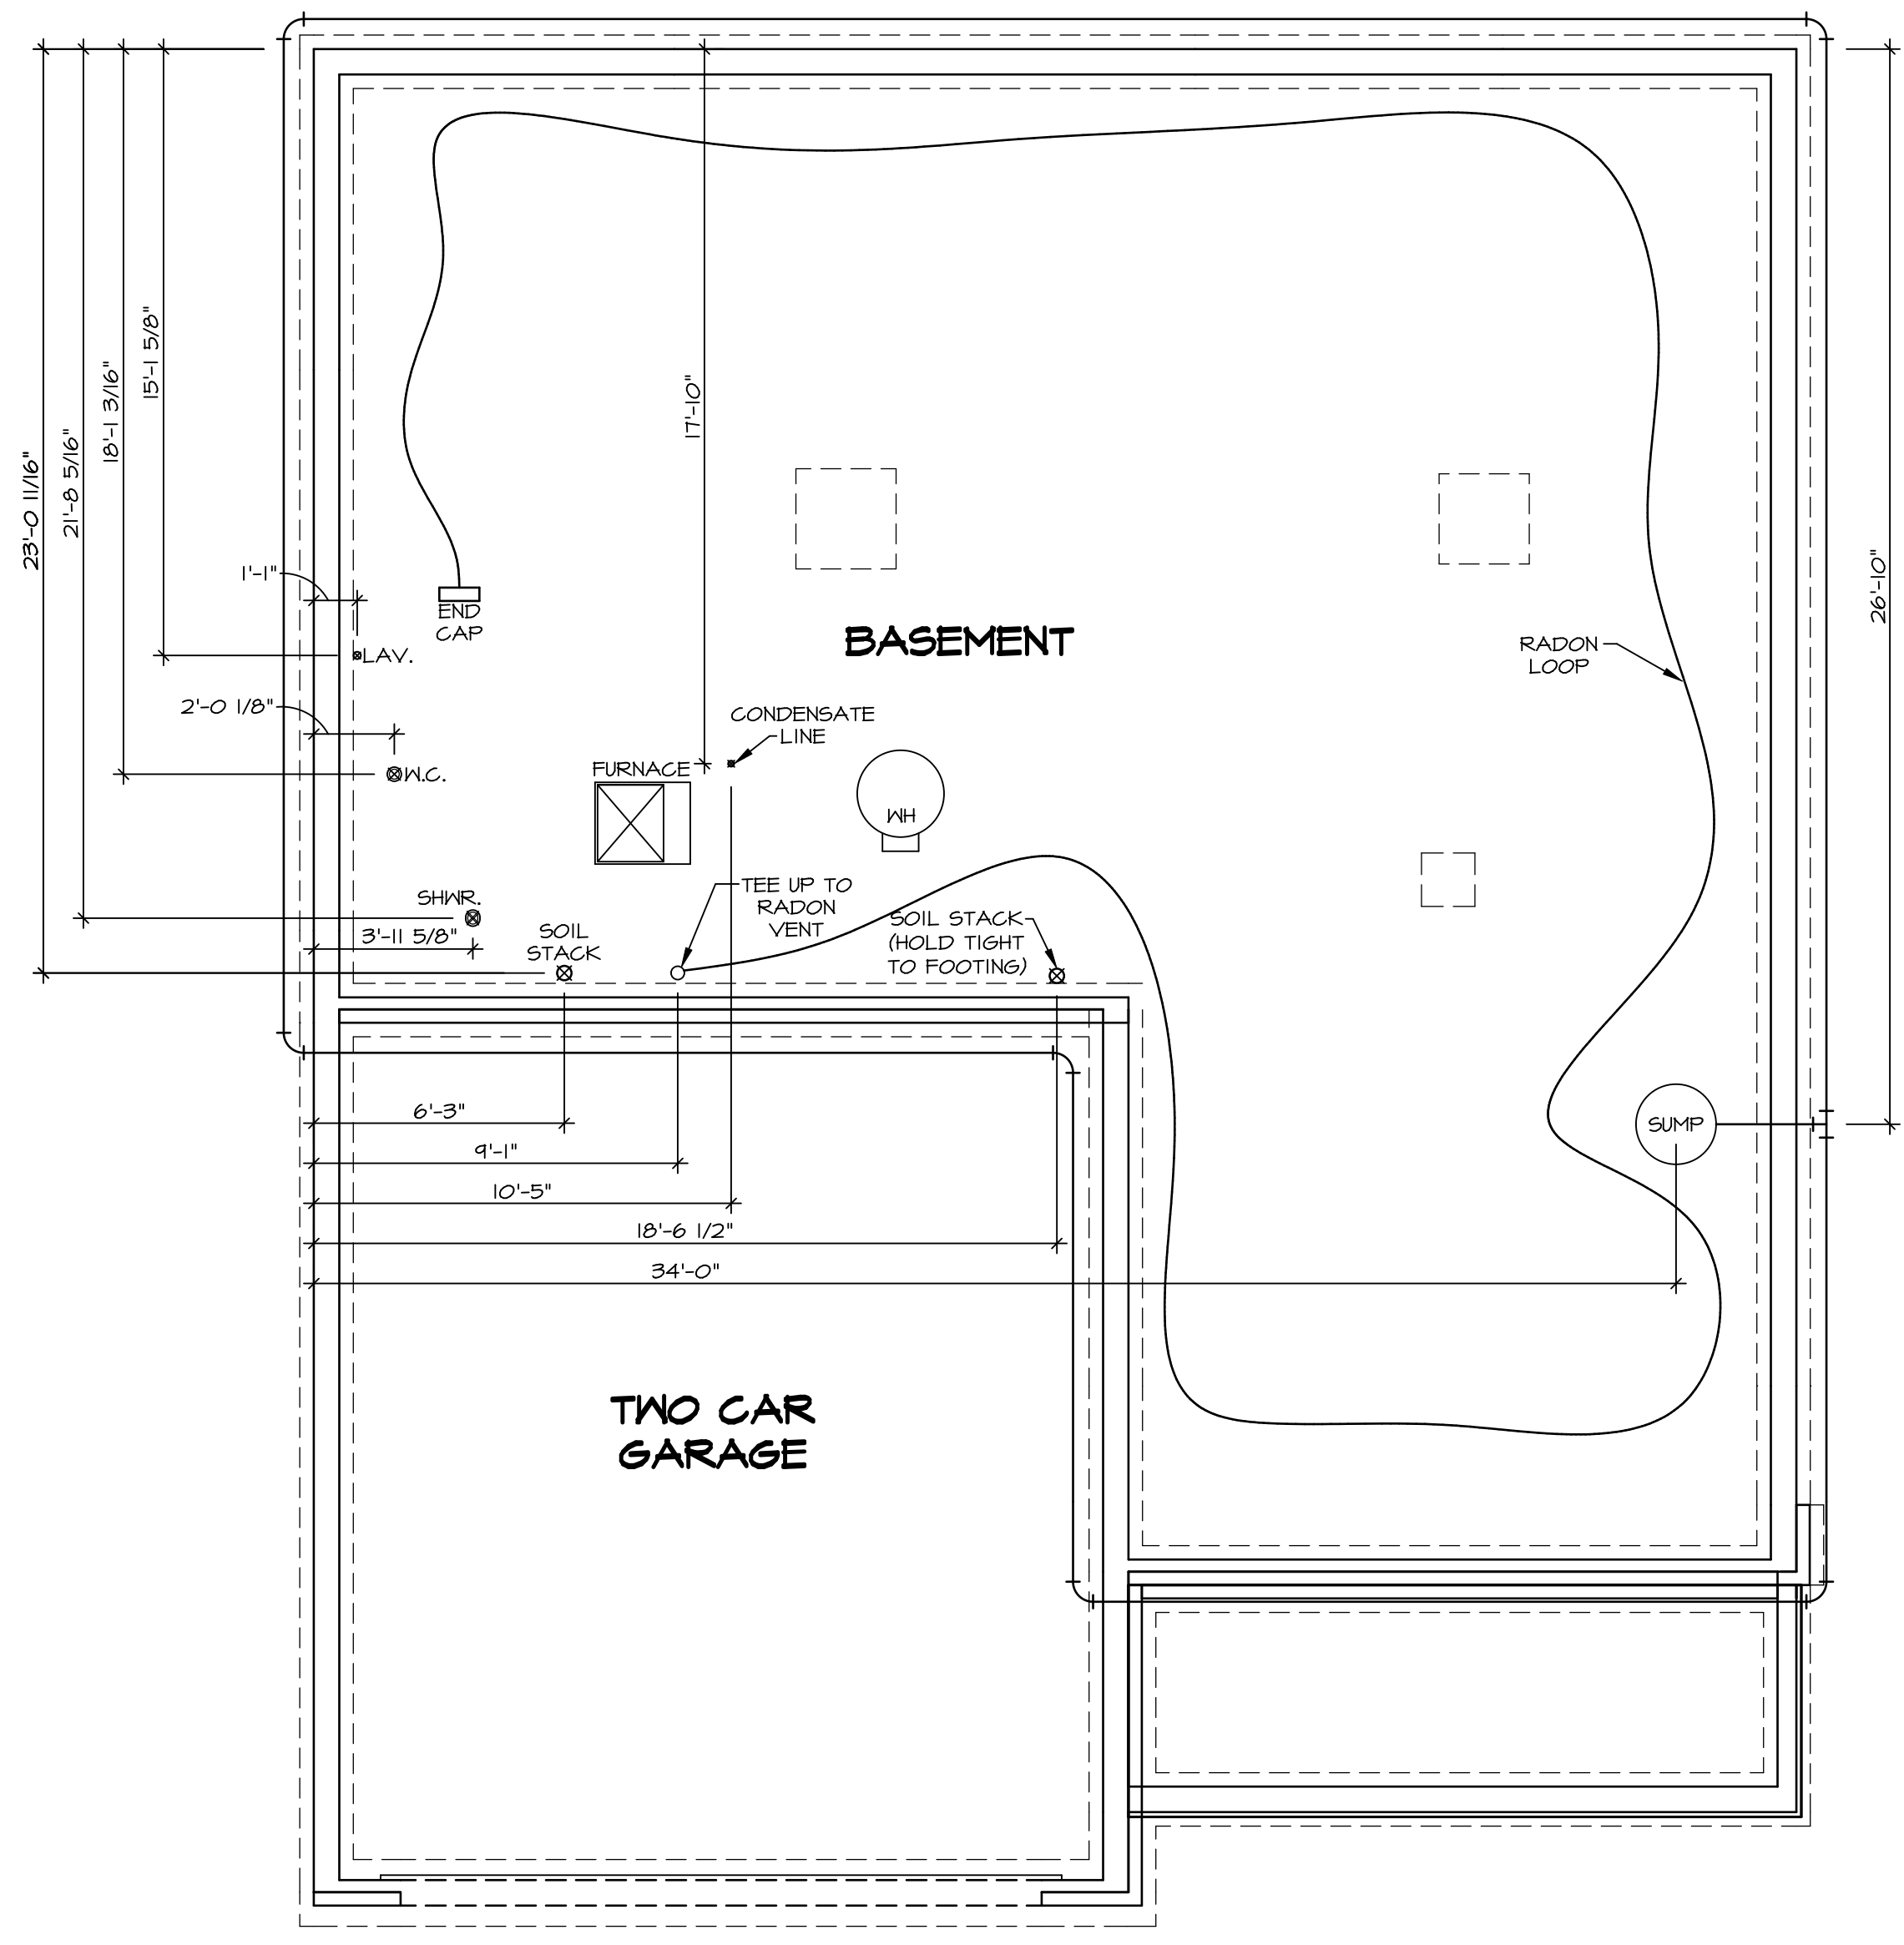 15'-1 5/8"
18'-1 3/16"
17'-10"
21'-8 5/16"
23'-0 11/16"
1'-1"
26'-10"
END
CAP
BASEMENT
RADON
LOOP
LAV.
2'-0 1/8"
CONDENSATE
LINE
FURNACE
W.C.
WH
TEE UP TO
RADON
VENT
SHWR.
3'-11 5/8"
SOIL
STACK
SOIL STACK
(HOLD TIGHT
TO FOOTING)
6'-3"
SUMP
9'-1"
10'-5"
18'-6 1/2"
34'-0"
TWO CAR
GARAGE